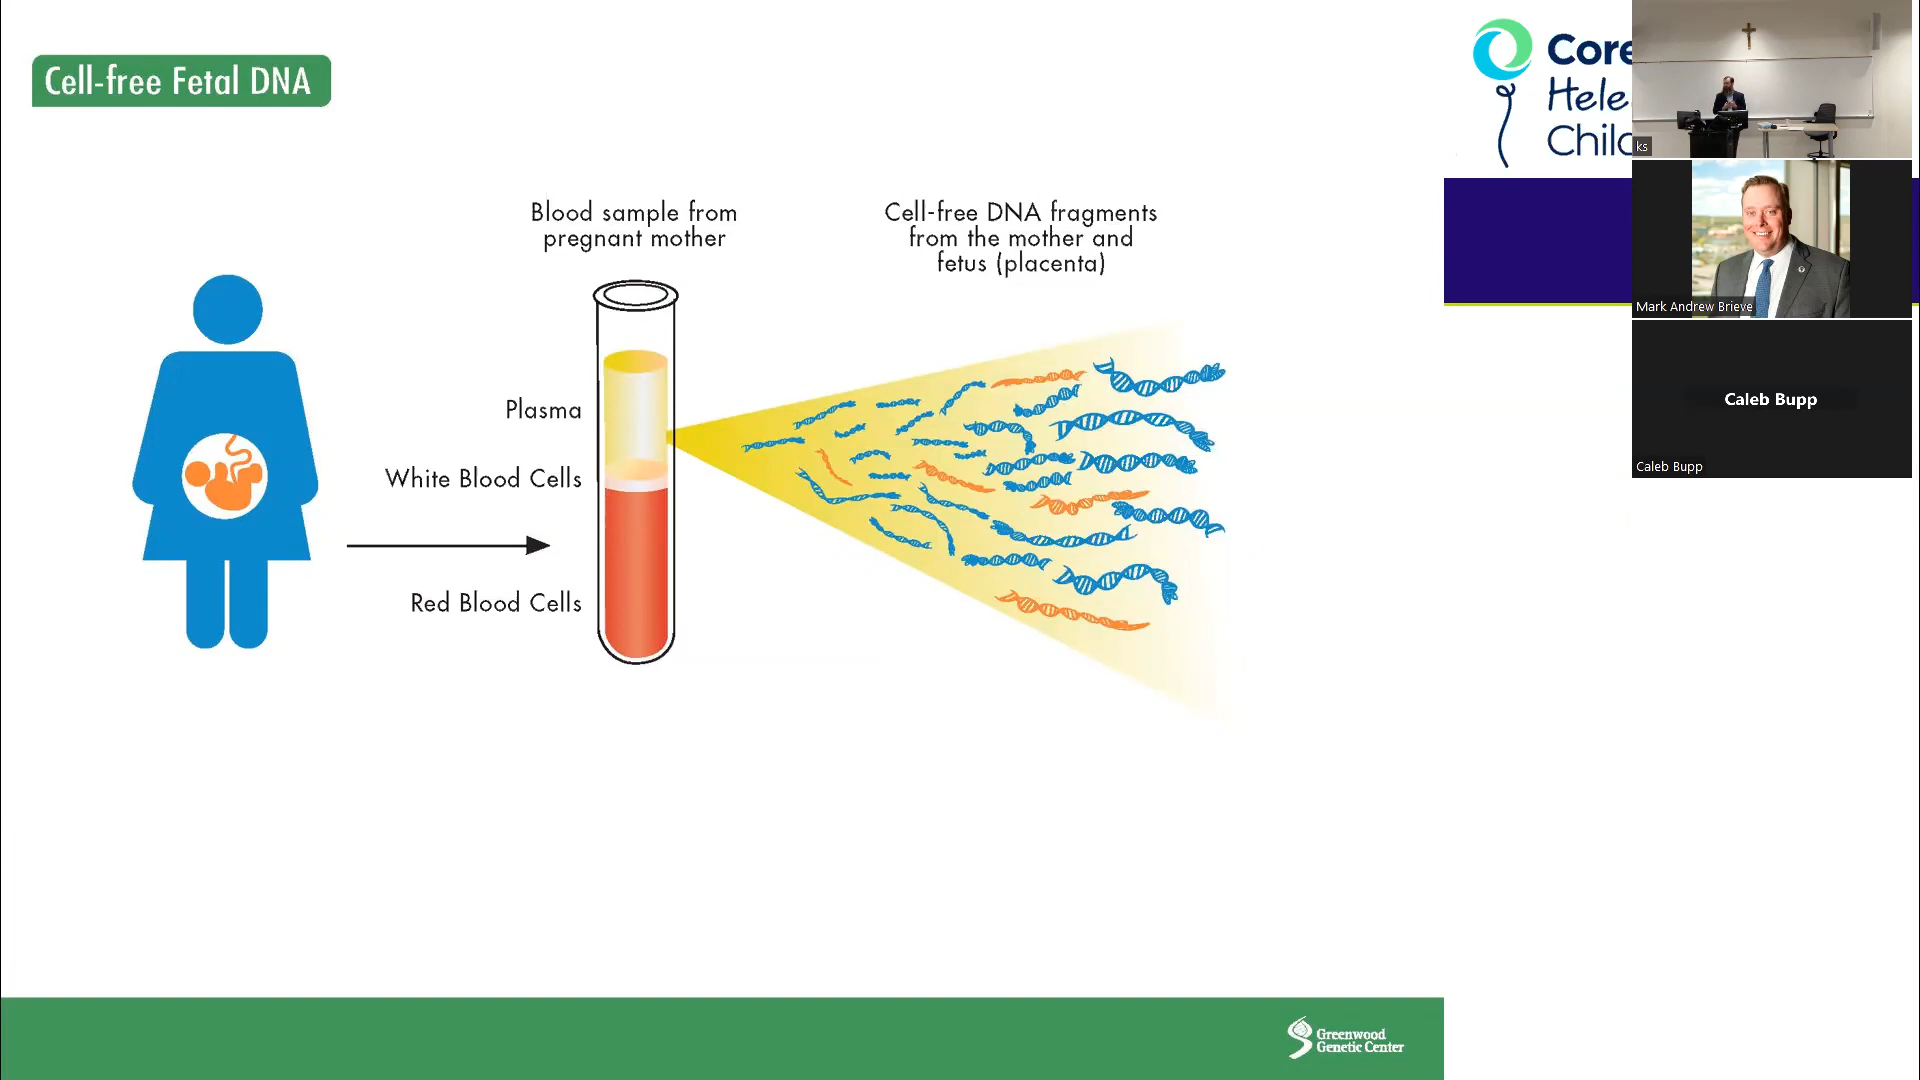 Cell-free Fetal DNA
Blood sample from
pregnant mother
Cell-free DNA fragments
from the mother and
fetus (placenta)
Plasma
White Blood Cells
Red Blood Cells
Greenwood
Genetic Center
Core
Hele
Chilc
ks
Mark Andrew Brieve
Caleb Bupp
Caleb Bupp